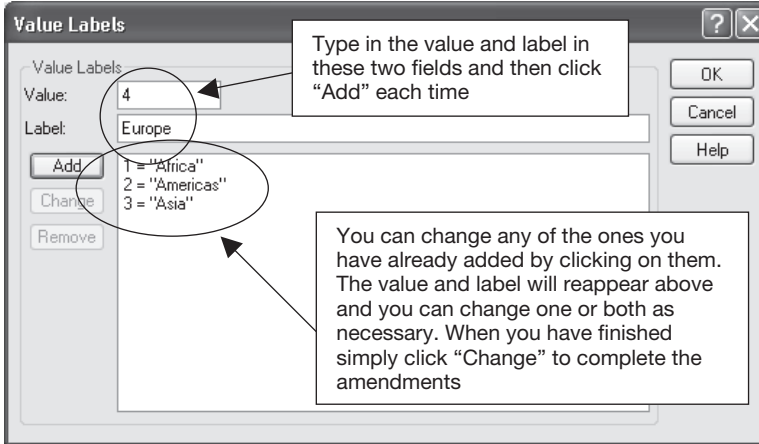 Value Labels
Type in the value and label in
these two fields and then click
“Add” each time
Value Labels
Value:
4
Label:
Europe
OK
Cancel
Help
Add
Change
Remove
1 = "Africa"
2 = "Americas"
3 = "Asia"
You can change any of the ones you
have already added by clicking on them.
The value and label will reappear above
and you can change one or both as
necessary. When you have finished
simply click “Change” to complete the
amendments